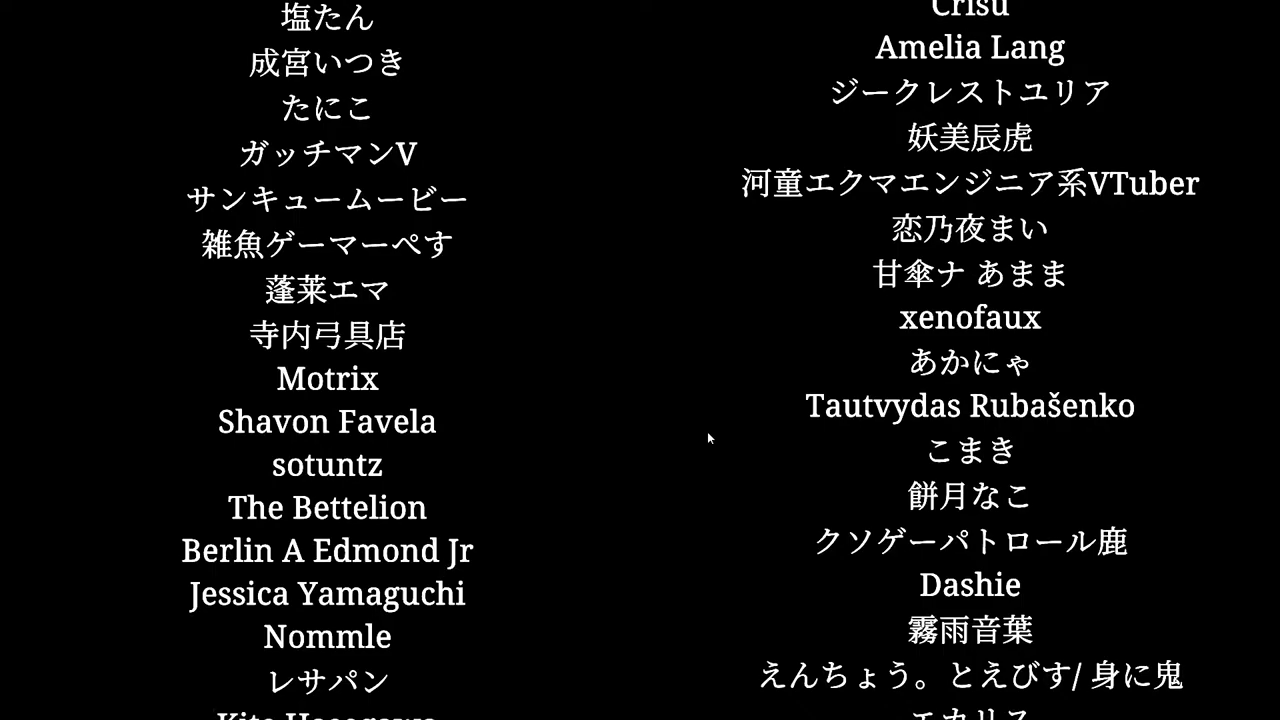 塩たん
成宮いつき
たにこ
ガッチマンV
サンキュームービー
雑魚ゲーマーぺす
蓬莱エマ
寺内弓具店
Motrix
Shavon Favela
sotuntz
The Bettelion
Berlin A Edmond Jr
Jessica Yamaguchi
Nommle
レサパン
Crisu
Amelia Lang
ジークレストユリア
妖美辰虎
河童エクマエンジニア系VTuber
恋乃夜まい
甘傘ナ あまま
xenofaux
あかにゃ
Tautvydas Rubašenko
こまき
餅月なこ
クソゲーパトロール鹿
Dashie
霧雨音葉
えんちょう。とえびす/ 身に鬼